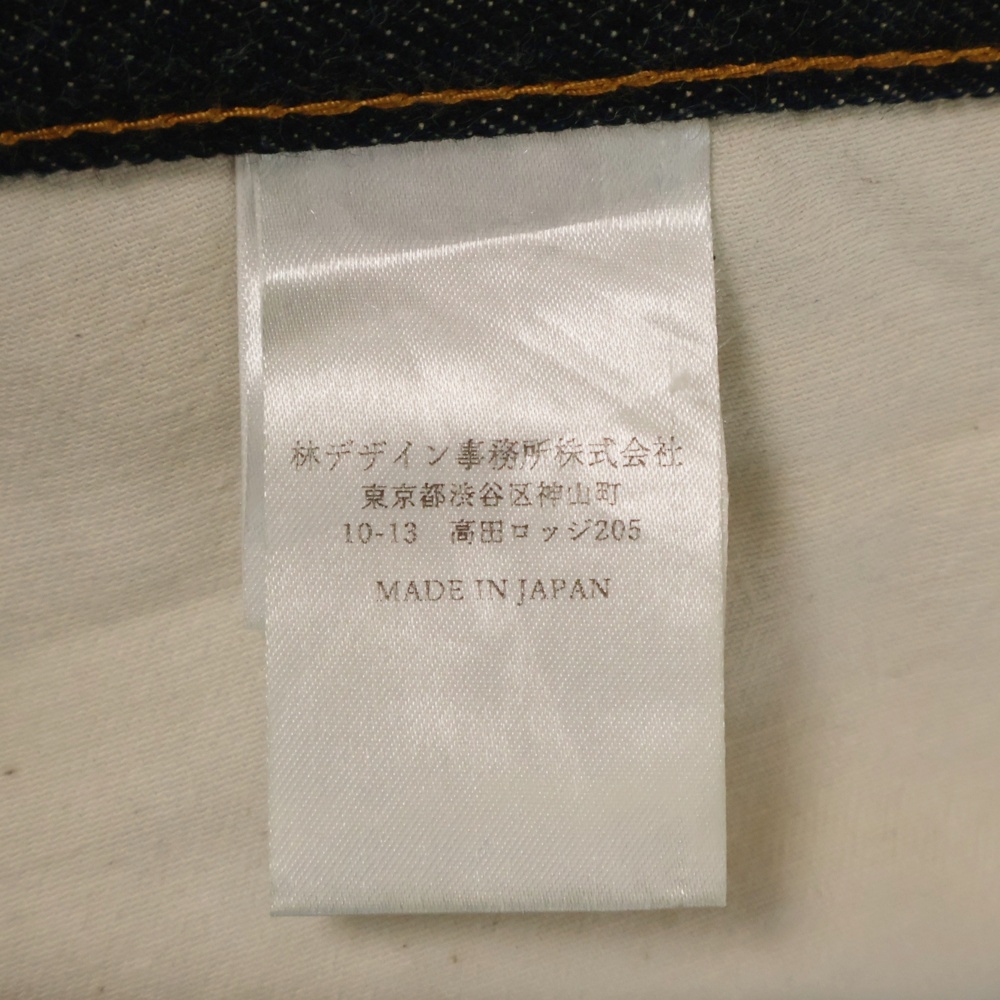 林デザイン事務所株式会社
東京都渋谷区神山町
10-13　高田ロッジ205
MADE IN JAPAN